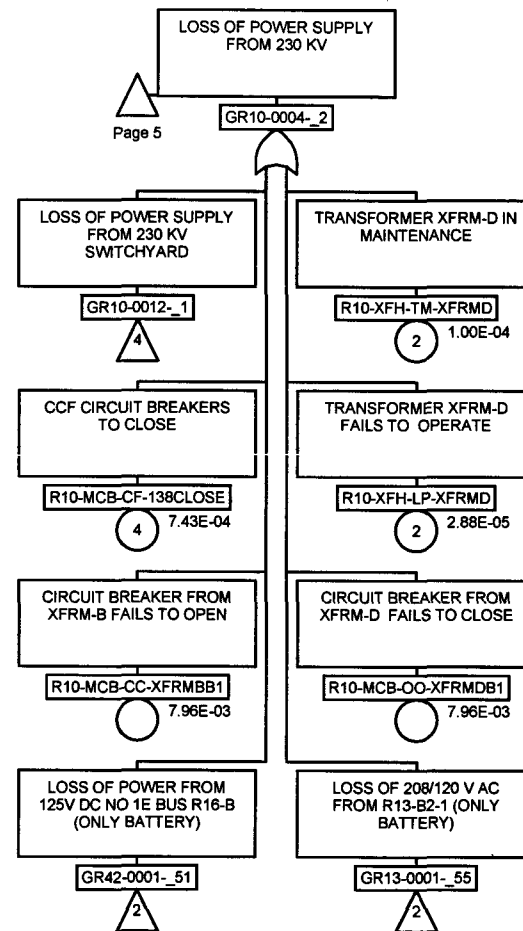 LOSS OF POWER SUPPLY
FROM 230 KV
Page 5
GR10-0004-_2
LOSS OF POWER SUPPLY
FROM 230 KV
SWITCHYARD
GR10-0012-_1
4
TRANSFORMER XFRM-D IN
MAINTENANCE
R10-XFH-TM-XFRMD
2
1.00E-04
CCF CIRCUIT BREAKERS
TO CLOSE
R10-MCB-CF-138CLOSE
4
7.43E-04
TRANSFORMER XFRM-D
FAILS TO OPERATE
R10-XFH-LP-XFRMD
2
2.88E-05
CIRCUIT BREAKER FROM
XFRM-B FAILS TO OPEN
R10-MCB-CC-XFRMBB1
7.96E-03
CIRCUIT BREAKER FROM
XFRM-D FAILS TO CLOSE
R10-MCB-OO-XFRMDB1
7.96E-03
LOSS OF POWER FROM
125V DC NO 1E BUS R16-B
(ONLY BATTERY)
GR42-0001-_51
2
LOSS OF 208/120 V AC
FROM R13-B2-1 (ONLY
BATTERY)
GR13-0001-_55
2